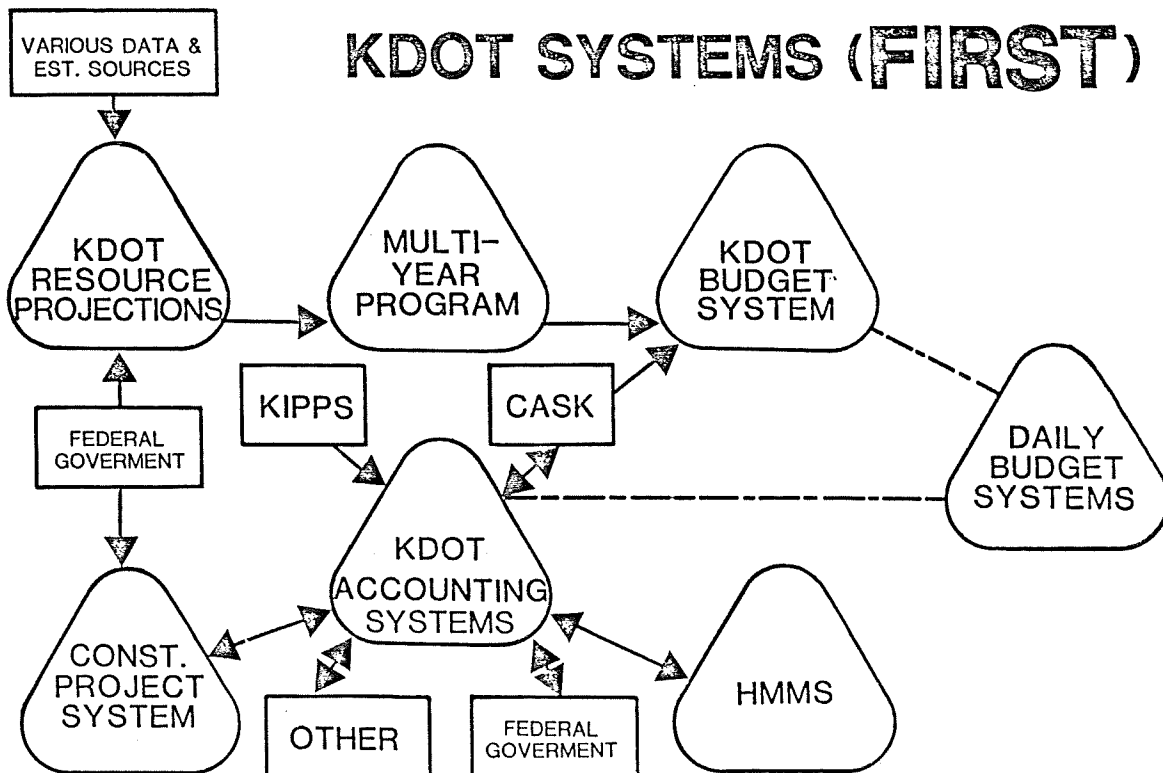 VARIOUS DATA &
EST. SOURCES
KDOT SYSTEMS (FIRST)
KDOT
RESOURCE
PROJECTIONS
MULTI-
YEAR
PROGRAM
KDOT
BUDGET
SYSTEM
KIPPS
CASK
FEDERAL
GOVERMENT
DAILY
BUDGET
SYSTEMS
KDOT
ACCOUNTING
SYSTEMS
CONST.
PROJECT
SYSTEM
OTHER
FEDERAL
GOVERMENT
HMMS